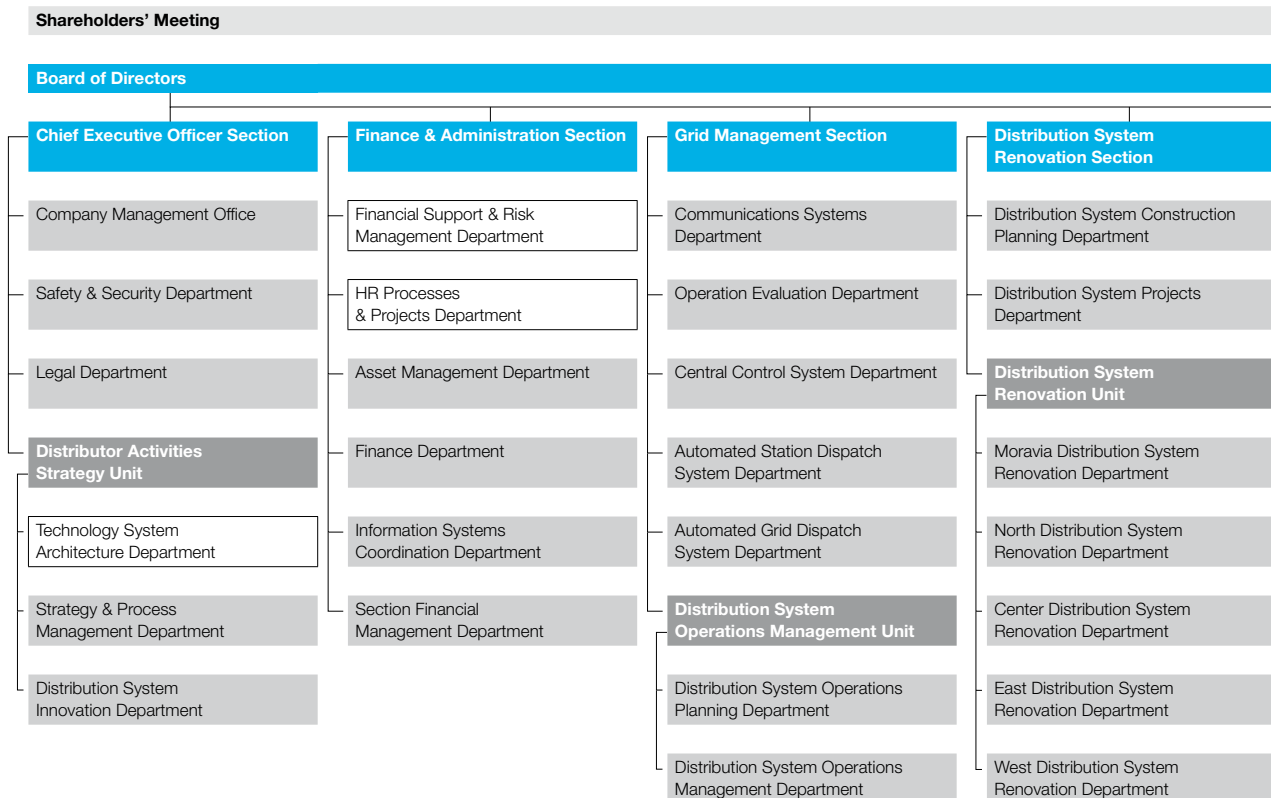 Shareholders’ Meeting
Board of Directors
Chief Executive Officer Section
Company Management Office
Safety & Security Department
Legal Department
Distributor Activities
Strategy Unit
Technology System
Architecture Department
Strategy & Process
Management Department
Distribution System
Innovation Department
Finance & Administration Section
Financial Support & Risk
Management Department
HR Processes
& Projects Department
Asset Management Department
Finance Department
Information Systems
Coordination Department
Section Financial
Management Department
Grid Management Section
Communications Systems
Department
Operation Evaluation Department
Central Control System Department
Automated Station Dispatch
System Department
Automated Grid Dispatch
System Department
Distribution System
Operations Management Unit
Distribution System Operations
Planning Department
Distribution System Operations
Management Department
Distribution System
Renovation Section
Distribution System Construction
Planning Department
Distribution System Projects
Department
Distribution System
Renovation Unit
Moravia Distribution System
Renovation Department
North Distribution System
Renovation Department
Center Distribution System
Renovation Department
East Distribution System
Renovation Department
West Distribution System
Renovation Department